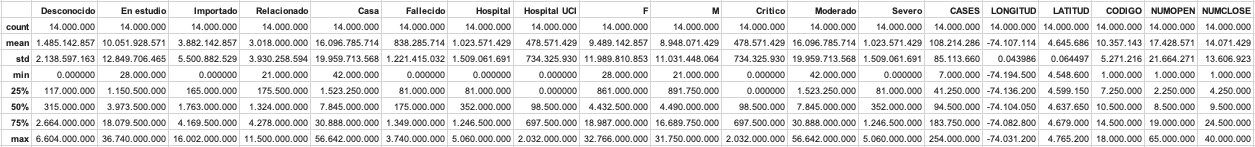 Desconocido En estudio Importado Relacionado Casa Fallecido Hospital Hospital UCI F M Critico Moderado Severo CASES LONGITUD LATITUD CODIGO NUMOPEN NUMCLOSE
count 14.000.000 14.000.000 14.000.000 14.000.000 14.000.000 14.000.000 14.000.000 14.000.000 14.000.000 14.000.000 14.000.000 14.000.000 14.000.000 14.000.000 14.000.000 14.000.000 14.000.000 14.000.000 14.000.000
mean 1.485.142.857 10.051.928.571 3.882.142.857 3.018.000.000 16.096.785.714 838.285.714 1.023.571.429 478.571.429 9.489.142.857 8.948.071.429 478.571.429 16.096.785.714 1.023.571.429 108.214.286 -74.107.114 4.645.686 10.357.143 17.428.571 14.071.429
std 2.138.597.163 12.849.706.465 5.500.882.529 3.930.258.594 19.959.713.568 1.221.415.032 1.509.061.691 734.325.930 11.989.810.853 11.031.448.064 734.325.930 19.959.713.568 1.509.061.691 85.113.660 0.043986 0.064497 5.271.216 21.664.271 13.606.923
min 0.000000 28.000.000 0.000000 21.000.000 42.000.000 0.000000 0.000000 0.000000 28.000.000 21.000.000 0.000000 42.000.000 0.000000 7.000.000 -74.194.500 4.548.600 1.000.000 1.000.000 1.000.000
25% 117.000.000 1.150.500.000 165.000.000 175.500.000 1.523.250.000 81.000.000 81.000.000 0.000000 861.000.000 891.750.000 0.000000 1.523.250.000 81.000.000 41.250.000 -74.136.200 4.599.150 7.250.000 2.250.000 4.250.000
50% 315.000.000 3.973.500.000 1.763.000.000 1.324.000.000 7.845.000.000 175.000.000 352.000.000 98.500.000 4.432.500.000 4.490.000.000 98.500.000 7.845.000.000 352.000.000 94.500.000 -74.104.050 4.637.650 10.500.000 8.500.000 9.500.000
75% 2.664.000.000 18.079.500.000 4.169.500.000 4.278.000.000 30.888.000.000 1.349.000.000 1.246.500.000 697.500.000 18.987.000.000 16.689.750.000 697.500.000 30.888.000.000 1.246.500.000 183.750.000 -74.082.800 4.679.000 14.500.000 19.000.000 24.500.000
max 6.604.000.000 36.740.000.000 16.002.000.000 11.500.000.000 56.642.000.000 3.740.000.000 5.060.000.000 2.032.000.000 32.766.000.000 31.750.000.000 2.032.000.000 56.642.000.000 5.060.000.000 254.000.000 -74.031.200 4.765.200 18.000.000 65.000.000 40.000.000